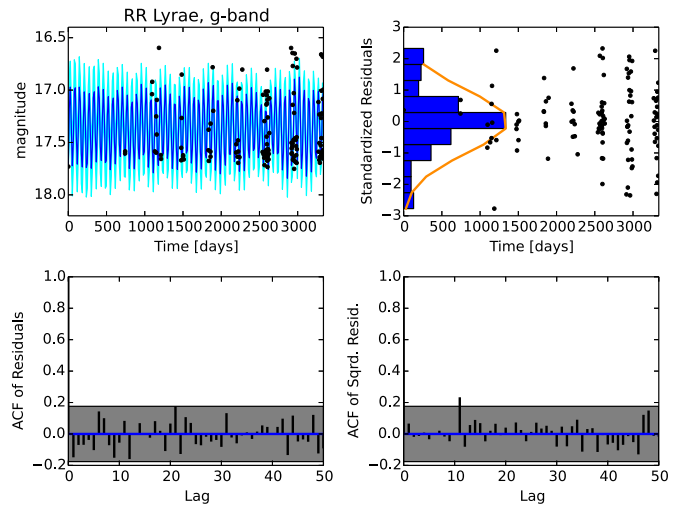 RR Lyrae, g-band
magnitude
16.5
17.0
17.5
18.0
0 500 1000 1500 2000 2500 3000
Time [days]
Standardized Residuals
3
2
1
0
−1
−2
−3
0 500 1000 1500 2000 2500 3000
Time [days]
ACF of Residuals
1.0
0.8
0.6
0.4
0.2
0.0
−0.2
0 10 20 30 40 50
Lag
ACF of Sqrd. Resid.
1.0
0.8
0.6
0.4
0.2
0.0
−0.2
0 10 20 30 40 50
Lag